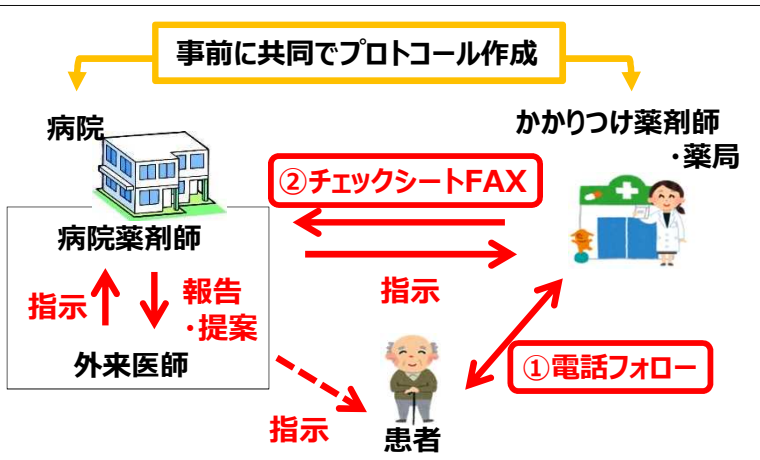 事前に共同でプロトコール作成
病院
かかりつけ薬剤師
・薬局
②チェックシートFAX
病院薬剤師
指示
指示
報告
・提案
外来医師
①電話フォロー
指示
患者